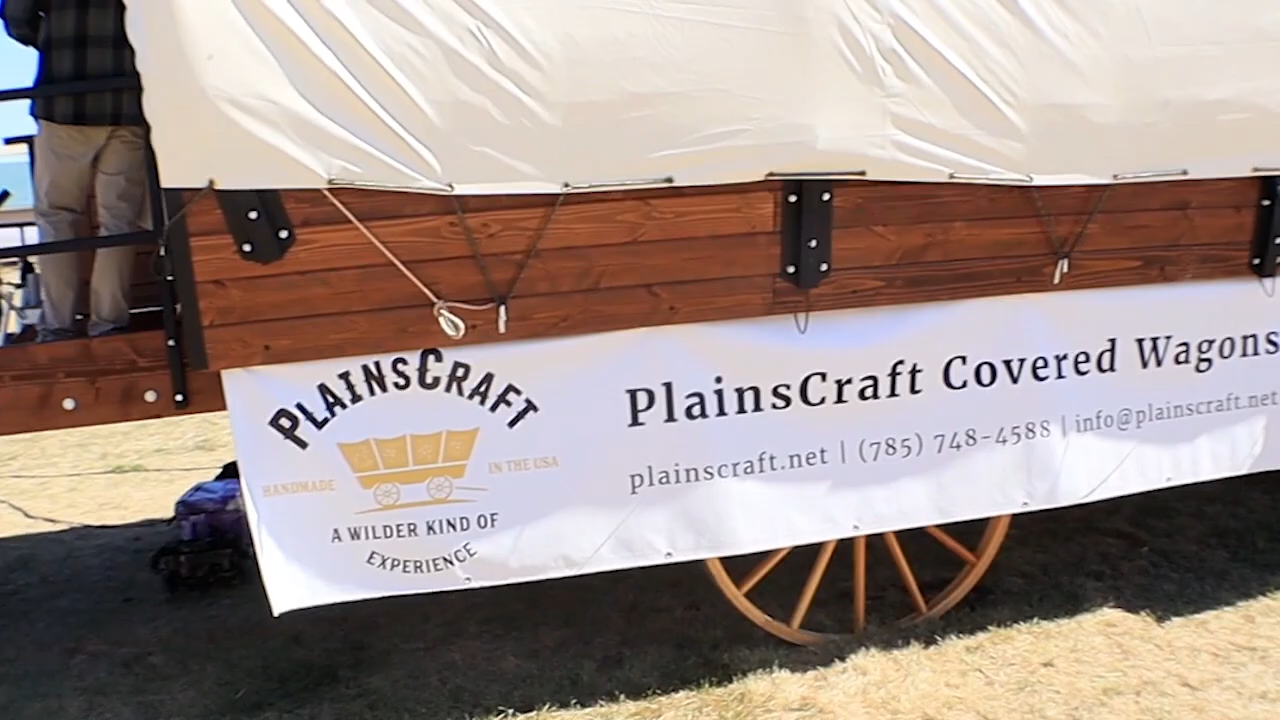 PLAINSCRAFT
HANDMADE
IN THE USA
A WILDER KIND OF
EXPERIENCE
PlainsCraft Covered Wagons
plainscraft.net | (785) 748-4588 | info@plainscraft.net